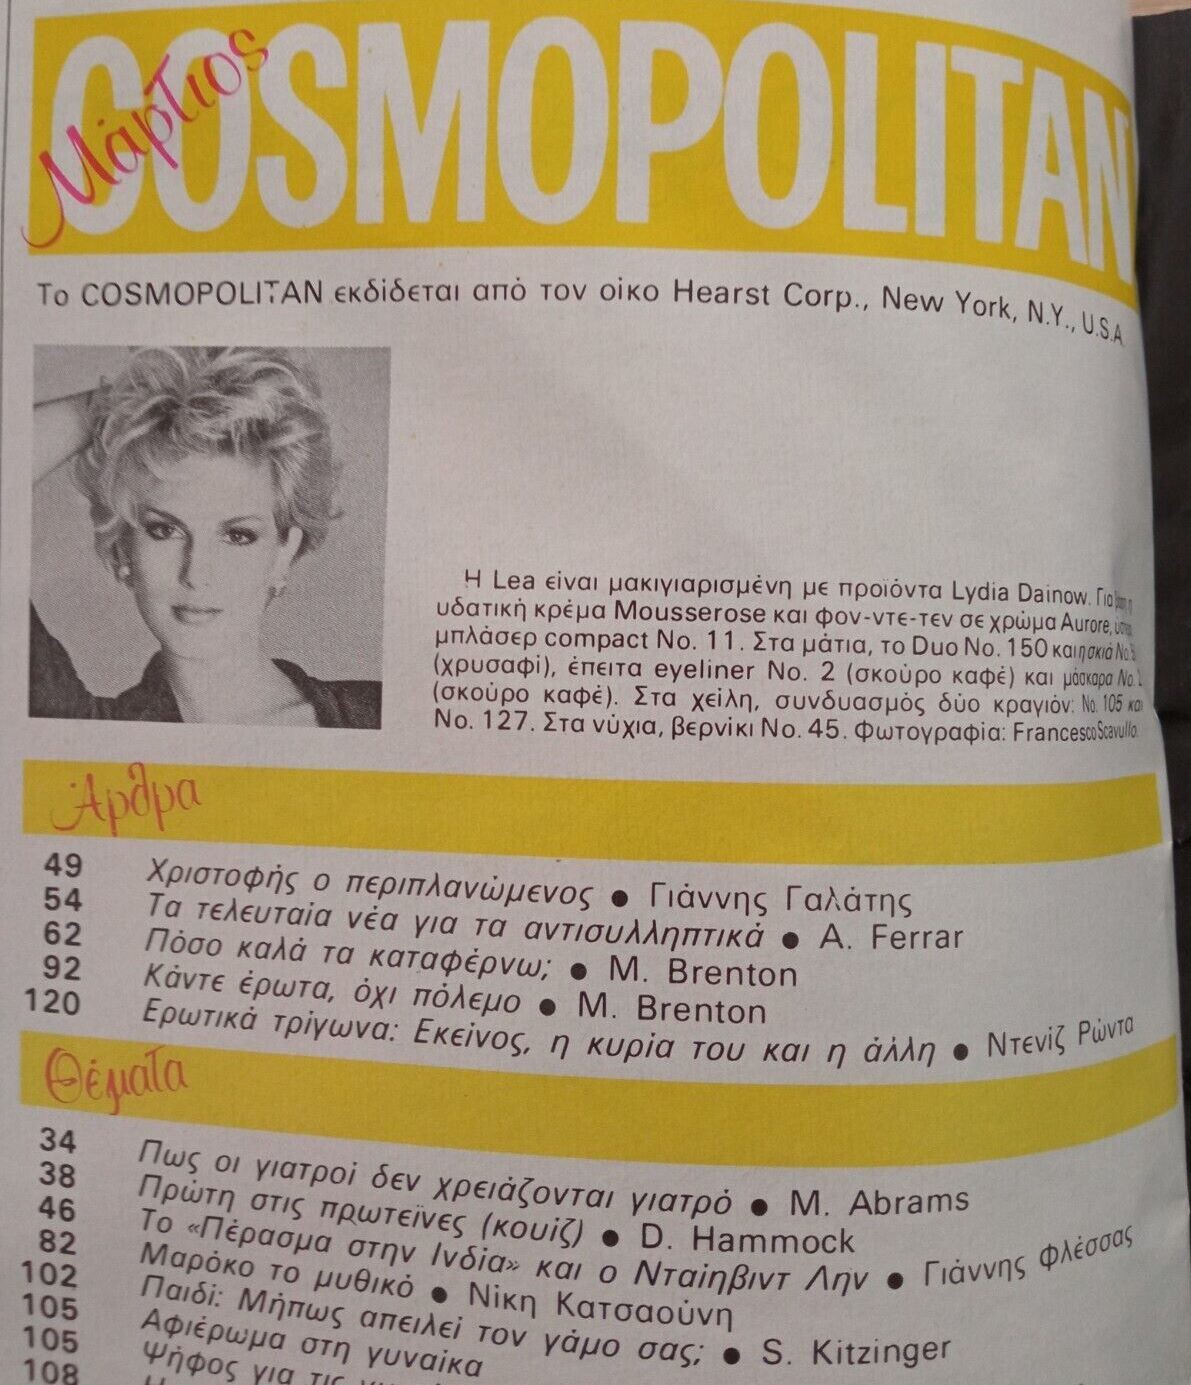 COSMOPOLITAN
Μάρτιος
Το COSMOPOLITAN εκδίδεται από τον οίκο Hearst Corp., New York, N.Y., U.S.A.
Η Lea είναι μακιγιαρισμένη με προϊόντα Lydia Dainow. Για
υδατική κρέμα Mousserose και φον-ντε-τεν σε χρώμα Aurore,
μπλάσερ compact No. 11. Στα μάτια, το Duo No. 150 και η σκιά No.
(χρυσαφί), έπειτα eyeliner No. 2 (σκούρο καφέ) και μάσκαρα No.
(σκούρο καφέ). Στα χείλη, συνδυασμός δύο κραγιόν: No. 105 και
No. 127. Στα νύχια, βερνίκι No. 45. Φωτογραφία: Francesco Scavullo.
Άρθρα
49 Χριστοφής ο περιπλανώμενος ● Γιάννης Γαλάτης
54 Τα τελευταία νέα για τα αντισυλληπτικά ● A. Ferrar
62 Πόσο καλά τα καταφέρνω; ● M. Brenton
92 Κάντε έρωτα, όχι πόλεμο ● M. Brenton
120 Ερωτικά τρίγωνα: Εκείνος, η κυρία του και η άλλη ● Ντενίζ Ρώντα
Θέματα
34 Πως οι γιατροί δεν χρειάζονται γιατρό ● M. Abrams
38 Πρώτη στις πρωτεΐνες (κουίζ) ● D. Hammock
46 Το «Πέρασμα στην Ινδία» και ο Νταίηβιντ Λην ● Γιάννης Φλέσσας
82 Μαρόκο το μυθικό ● Νίκη Κατσαούνη
102 Παιδί: Μήπως απειλεί τον γάμο σας; ● S. Kitzinger
105 Αφιέρωμα στη γυναίκα
105 Ψήφος για τις
108